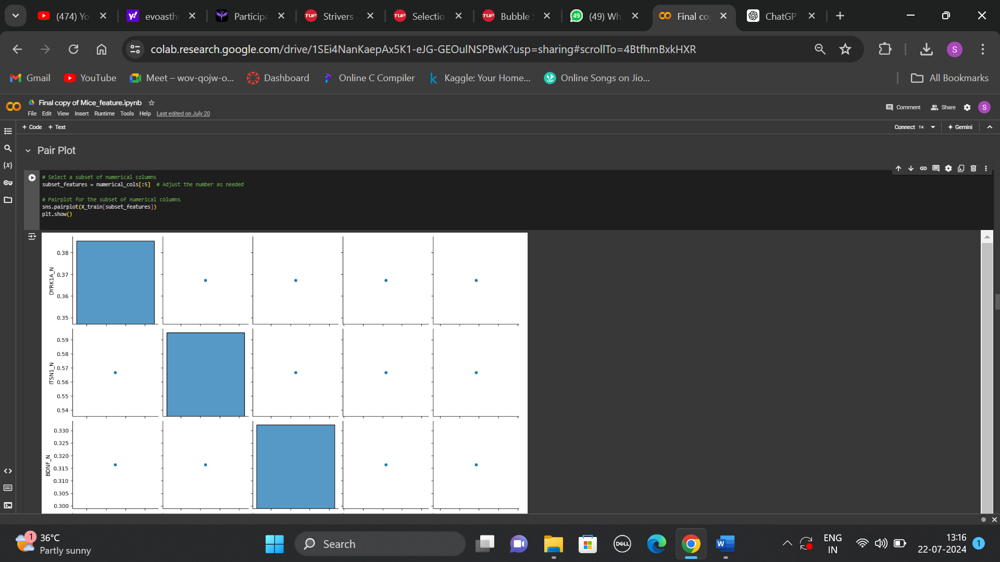 (474) Yo
evoasth
Participa
Strivers
Selectio
Bubble
(49) Wh
Final co
ChatGP
colab.research.google.com/drive/1SEi4NanKaepAx5K1-eJG-GEOulNSPBwK?usp=sharing#scrollTo=4BtfhmBxkHXR
S
Gmail
YouTube
Meet – wov-qojw-o...
Dashboard
Online C Compiler
Kaggle: Your Home...
Online Songs on Jio...
All Bookmarks
Final copy of Mice_feature.ipynb
File Edit View Insert Runtime Tools Help Last edited on July 20
Comment
Share
S
+ Code + Text
Connect T4
Gemini
Pair Plot
# Select a subset of numerical columns
subset_features = numerical_cols[:5]  # Adjust the number as needed
# Pairplot for the subset of numerical columns
sns.pairplot(X_train[subset_features])
plt.show()
DYRK1A_N
0.38
0.37
0.36
0.35
ITSN1_N
0.59
0.58
0.57
0.56
0.55
0.54
BDNF_N
0.330
0.325
0.320
0.315
0.310
0.305
0.300
1
36°C
Partly sunny
Search
DELL
W
ENG
IN
13:16
22-07-2024
1